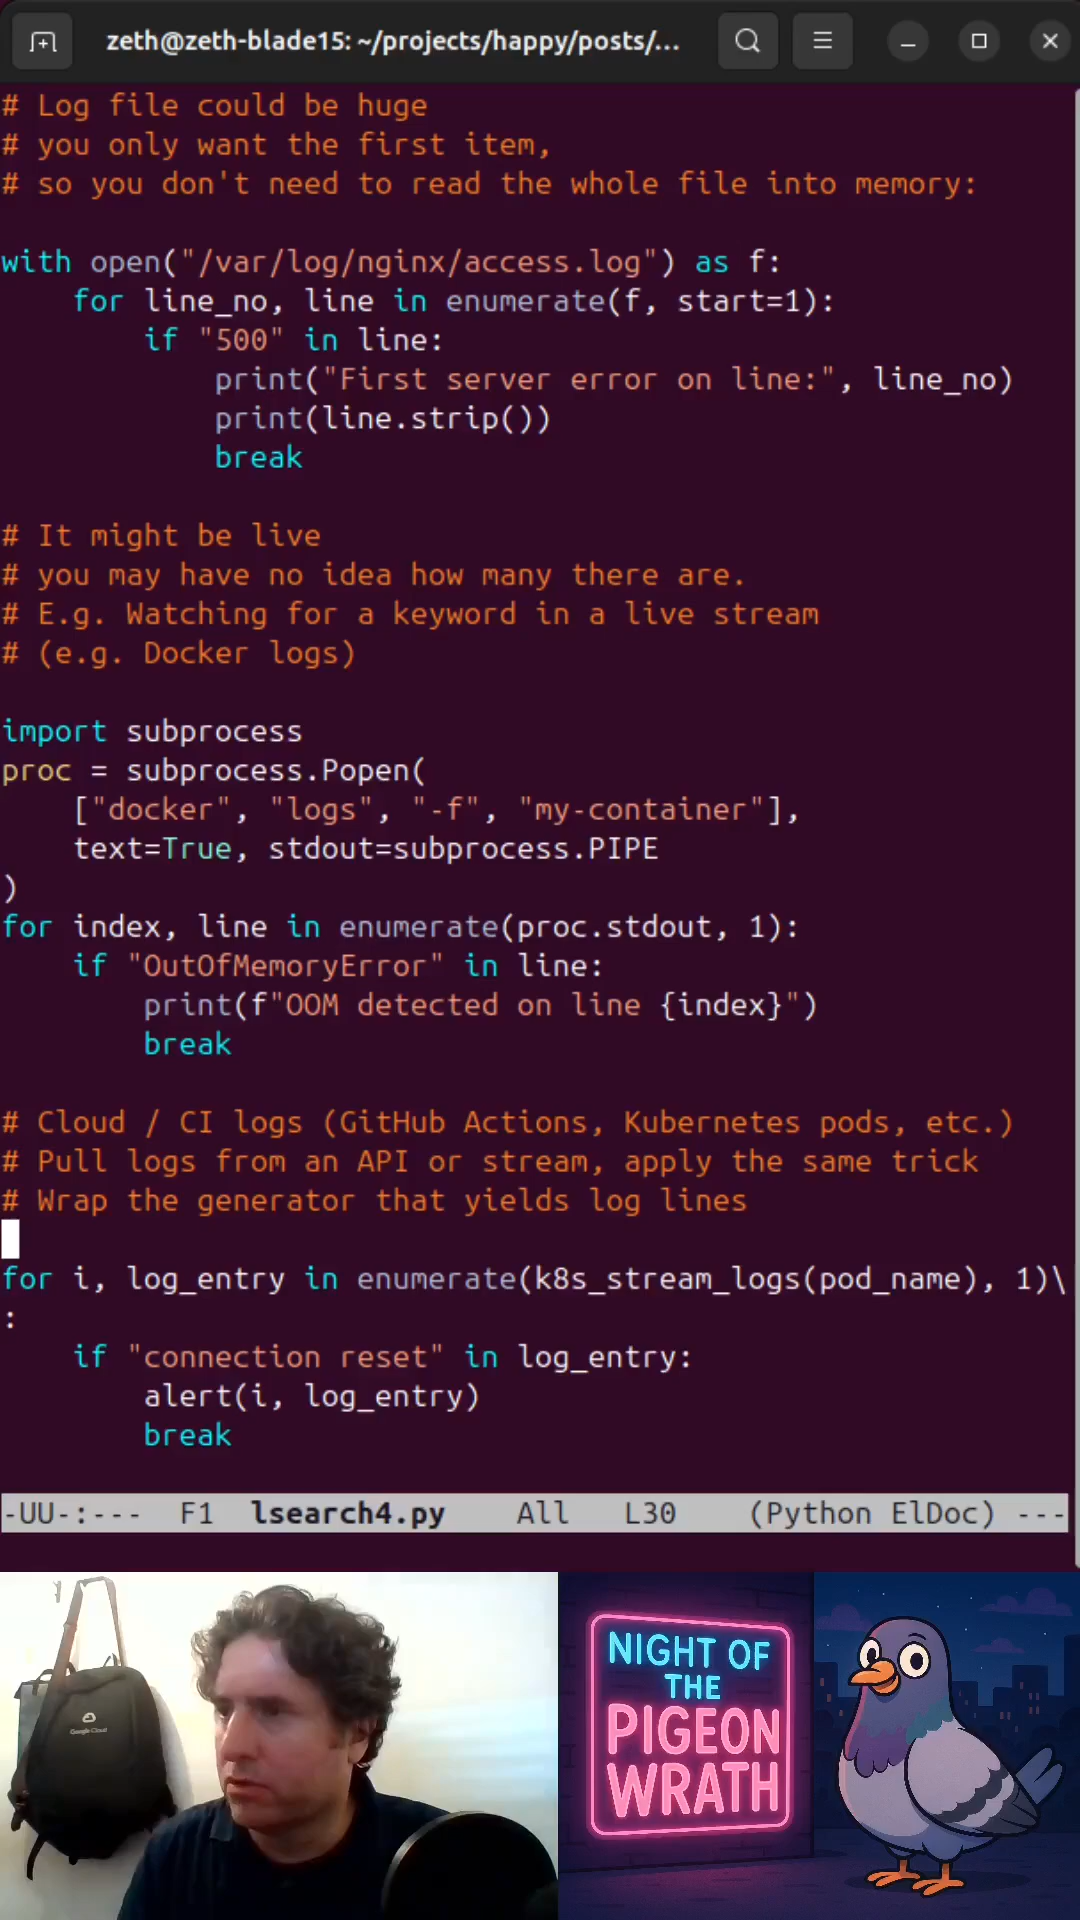 zeth@zeth-blade15: ~/projects/happy/posts/...
# Log file could be huge
# you only want the first item,
# so you don't need to read the whole file into memory:
with open("/var/log/nginx/access.log") as f:
    for line_no, line in enumerate(f, start=1):
        if "500" in line:
            print("First server error on line:", line_no)
            print(line.strip())
            break
# It might be live
# you may have no idea how many there are.
# E.g. Watching for a keyword in a live stream
# (e.g. Docker logs)
import subprocess
proc = subprocess.Popen(
    ["docker", "logs", "-f", "my-container"],
    text=True, stdout=subprocess.PIPE
)
for index, line in enumerate(proc.stdout, 1):
    if "OutOfMemoryError" in line:
        print(f"OOM detected on line {index}")
        break
# Cloud / CI logs (GitHub Actions, Kubernetes pods, etc.)
# Pull logs from an API or stream, apply the same trick
# Wrap the generator that yields log lines
for i, log_entry in enumerate(k8s_stream_logs(pod_name), 1)\
:
    if "connection reset" in log_entry:
        alert(i, log_entry)
        break
-UU-:---  F1  lsearch4.py    All   L30    (Python ElDoc) ---
Google Cloud
NIGHT OF
THE
PIGEON
WRATH